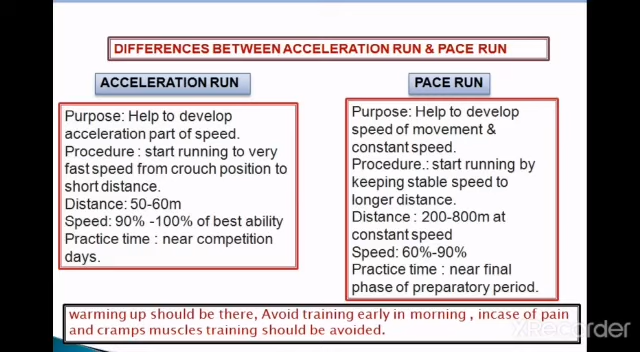 DIFFERENCES BETWEEN ACCELERATION RUN & PACE RUN
ACCELERATION RUN
Purpose: Help to develop
acceleration part of speed.
Procedure : start running to very
fast speed from crouch position to
short distance.
Distance: 50-60m
Speed: 90% -100% of best ability
Practice time : near competition
days.
PACE RUN
Purpose: Help to develop
speed of movement &
constant speed.
Procedure.: start running by
keeping stable speed to
longer distance.
Distance : 200-800m at
constant speed
Speed: 60%-90%
Practice time : near final
phase of preparatory period.
warming up should be there, Avoid training early in morning , incase of pain
and cramps muscles training should be avoided.
XRecorder